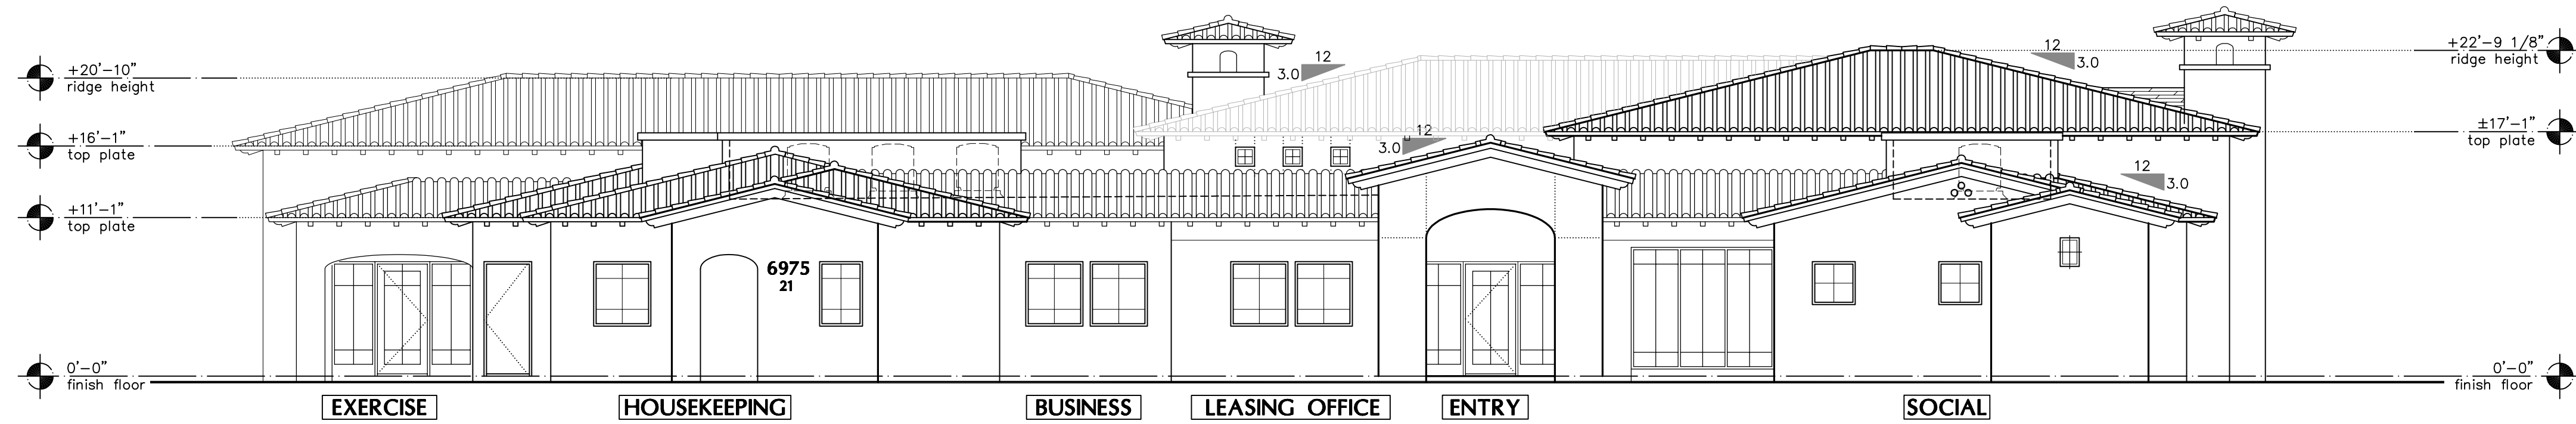 +20'-10"
ridge height
+16'-1"
top plate
+11'-1"
top plate
0'-0"
finish floor
12
3.0
12
3.0
12
3.0
12
3.0
+22'-9 1/8"
ridge height
±17'-1"
top plate
0'-0"
finish floor
6975
21
EXERCISE
HOUSEKEEPING
BUSINESS
LEASING OFFICE
ENTRY
SOCIAL